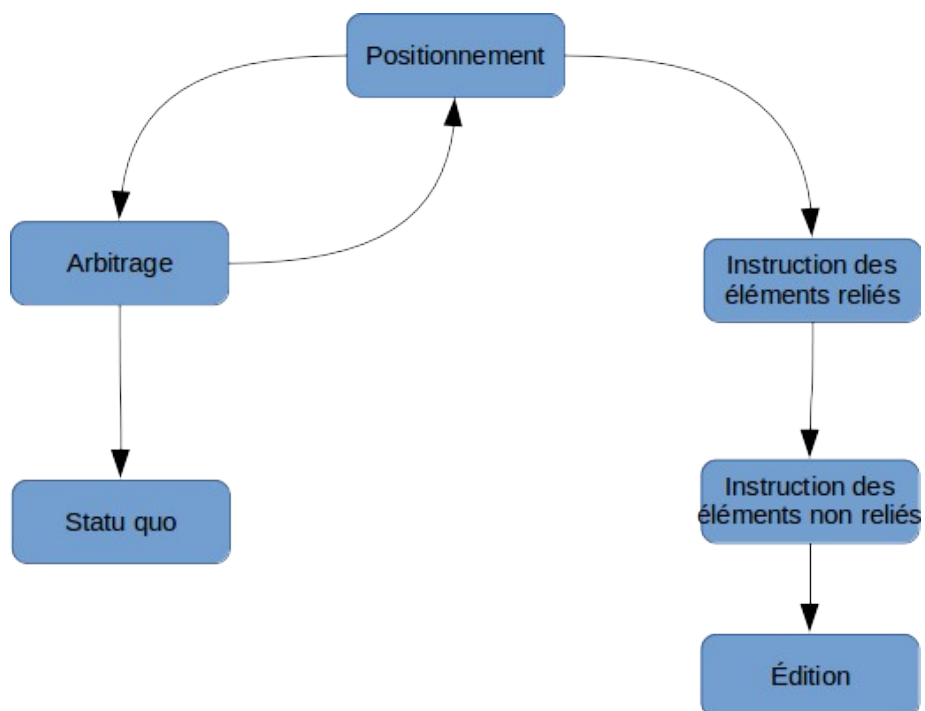 Positionnement
Arbitrage
Instruction des
éléments reliés
Statu quo
Instruction des
éléments non reliés
Édition